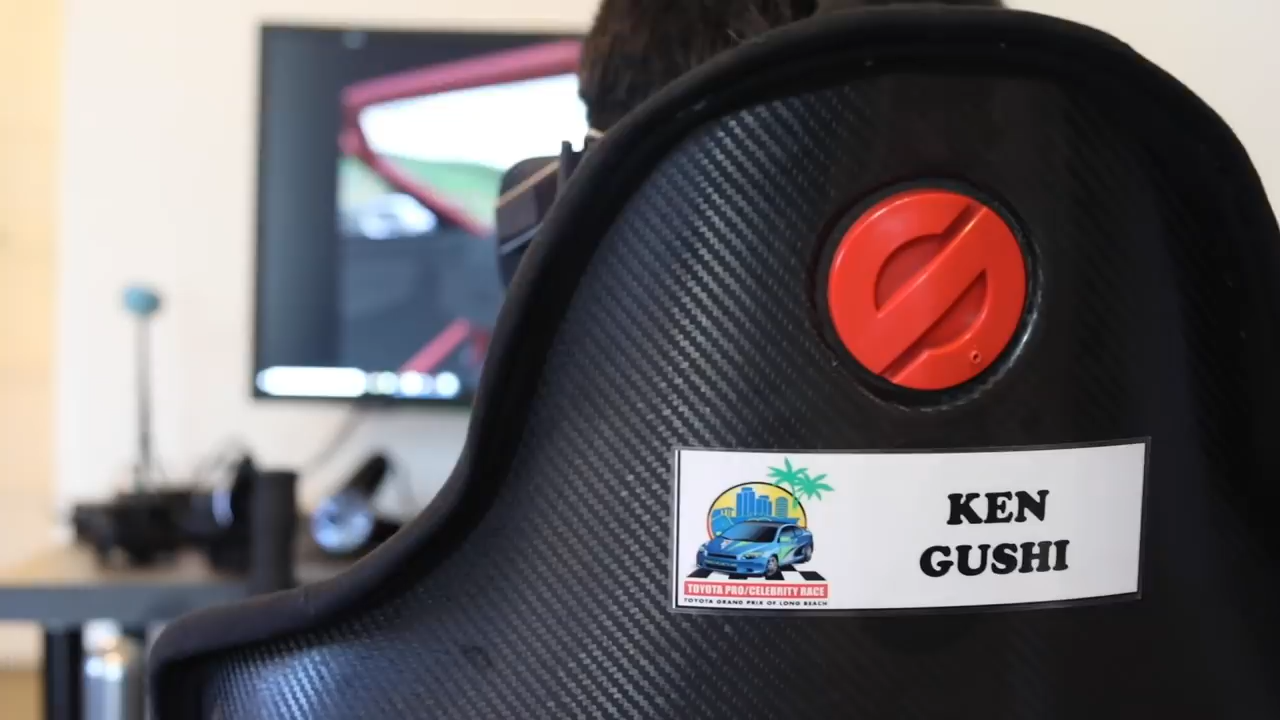 KEN
GUSHI
TOYOTA PRO/CELEBRITY RACE
TOYOTA GRAND PRIX OF LONG BEACH